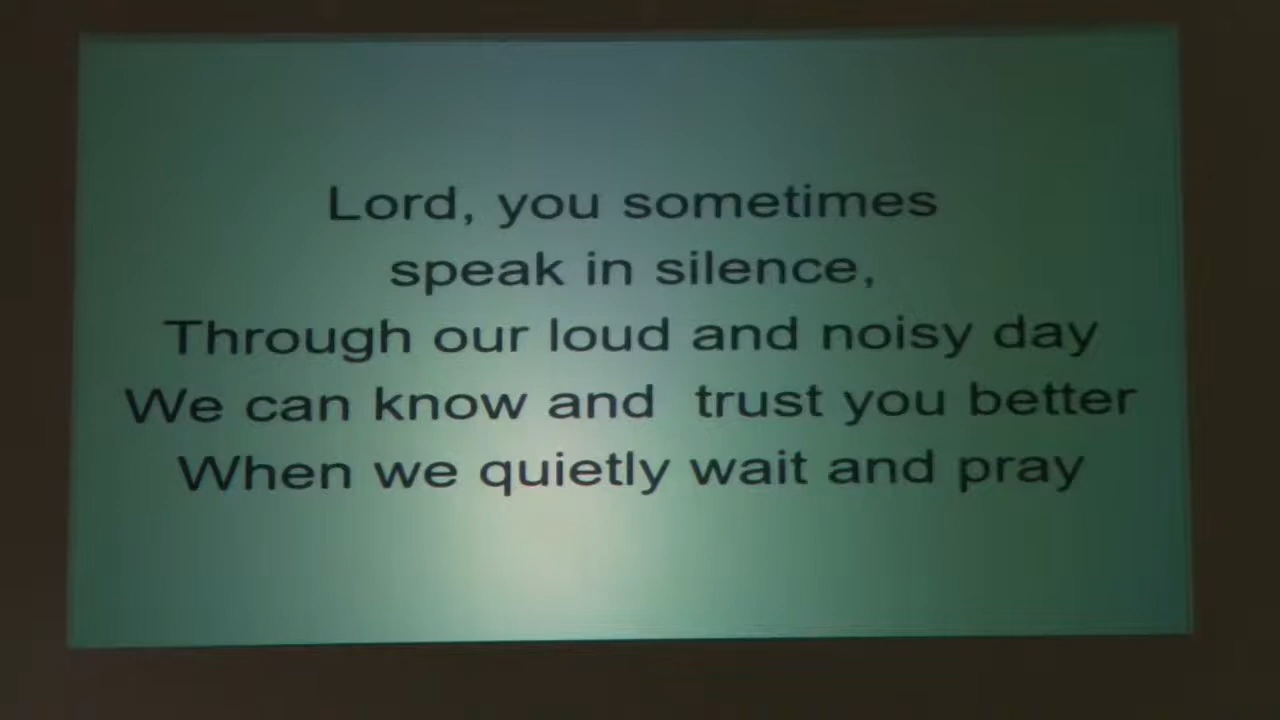 Lord, you sometimes
speak in silence,
Through our loud and noisy day
We can know and  trust you better
When we quietly wait and pray